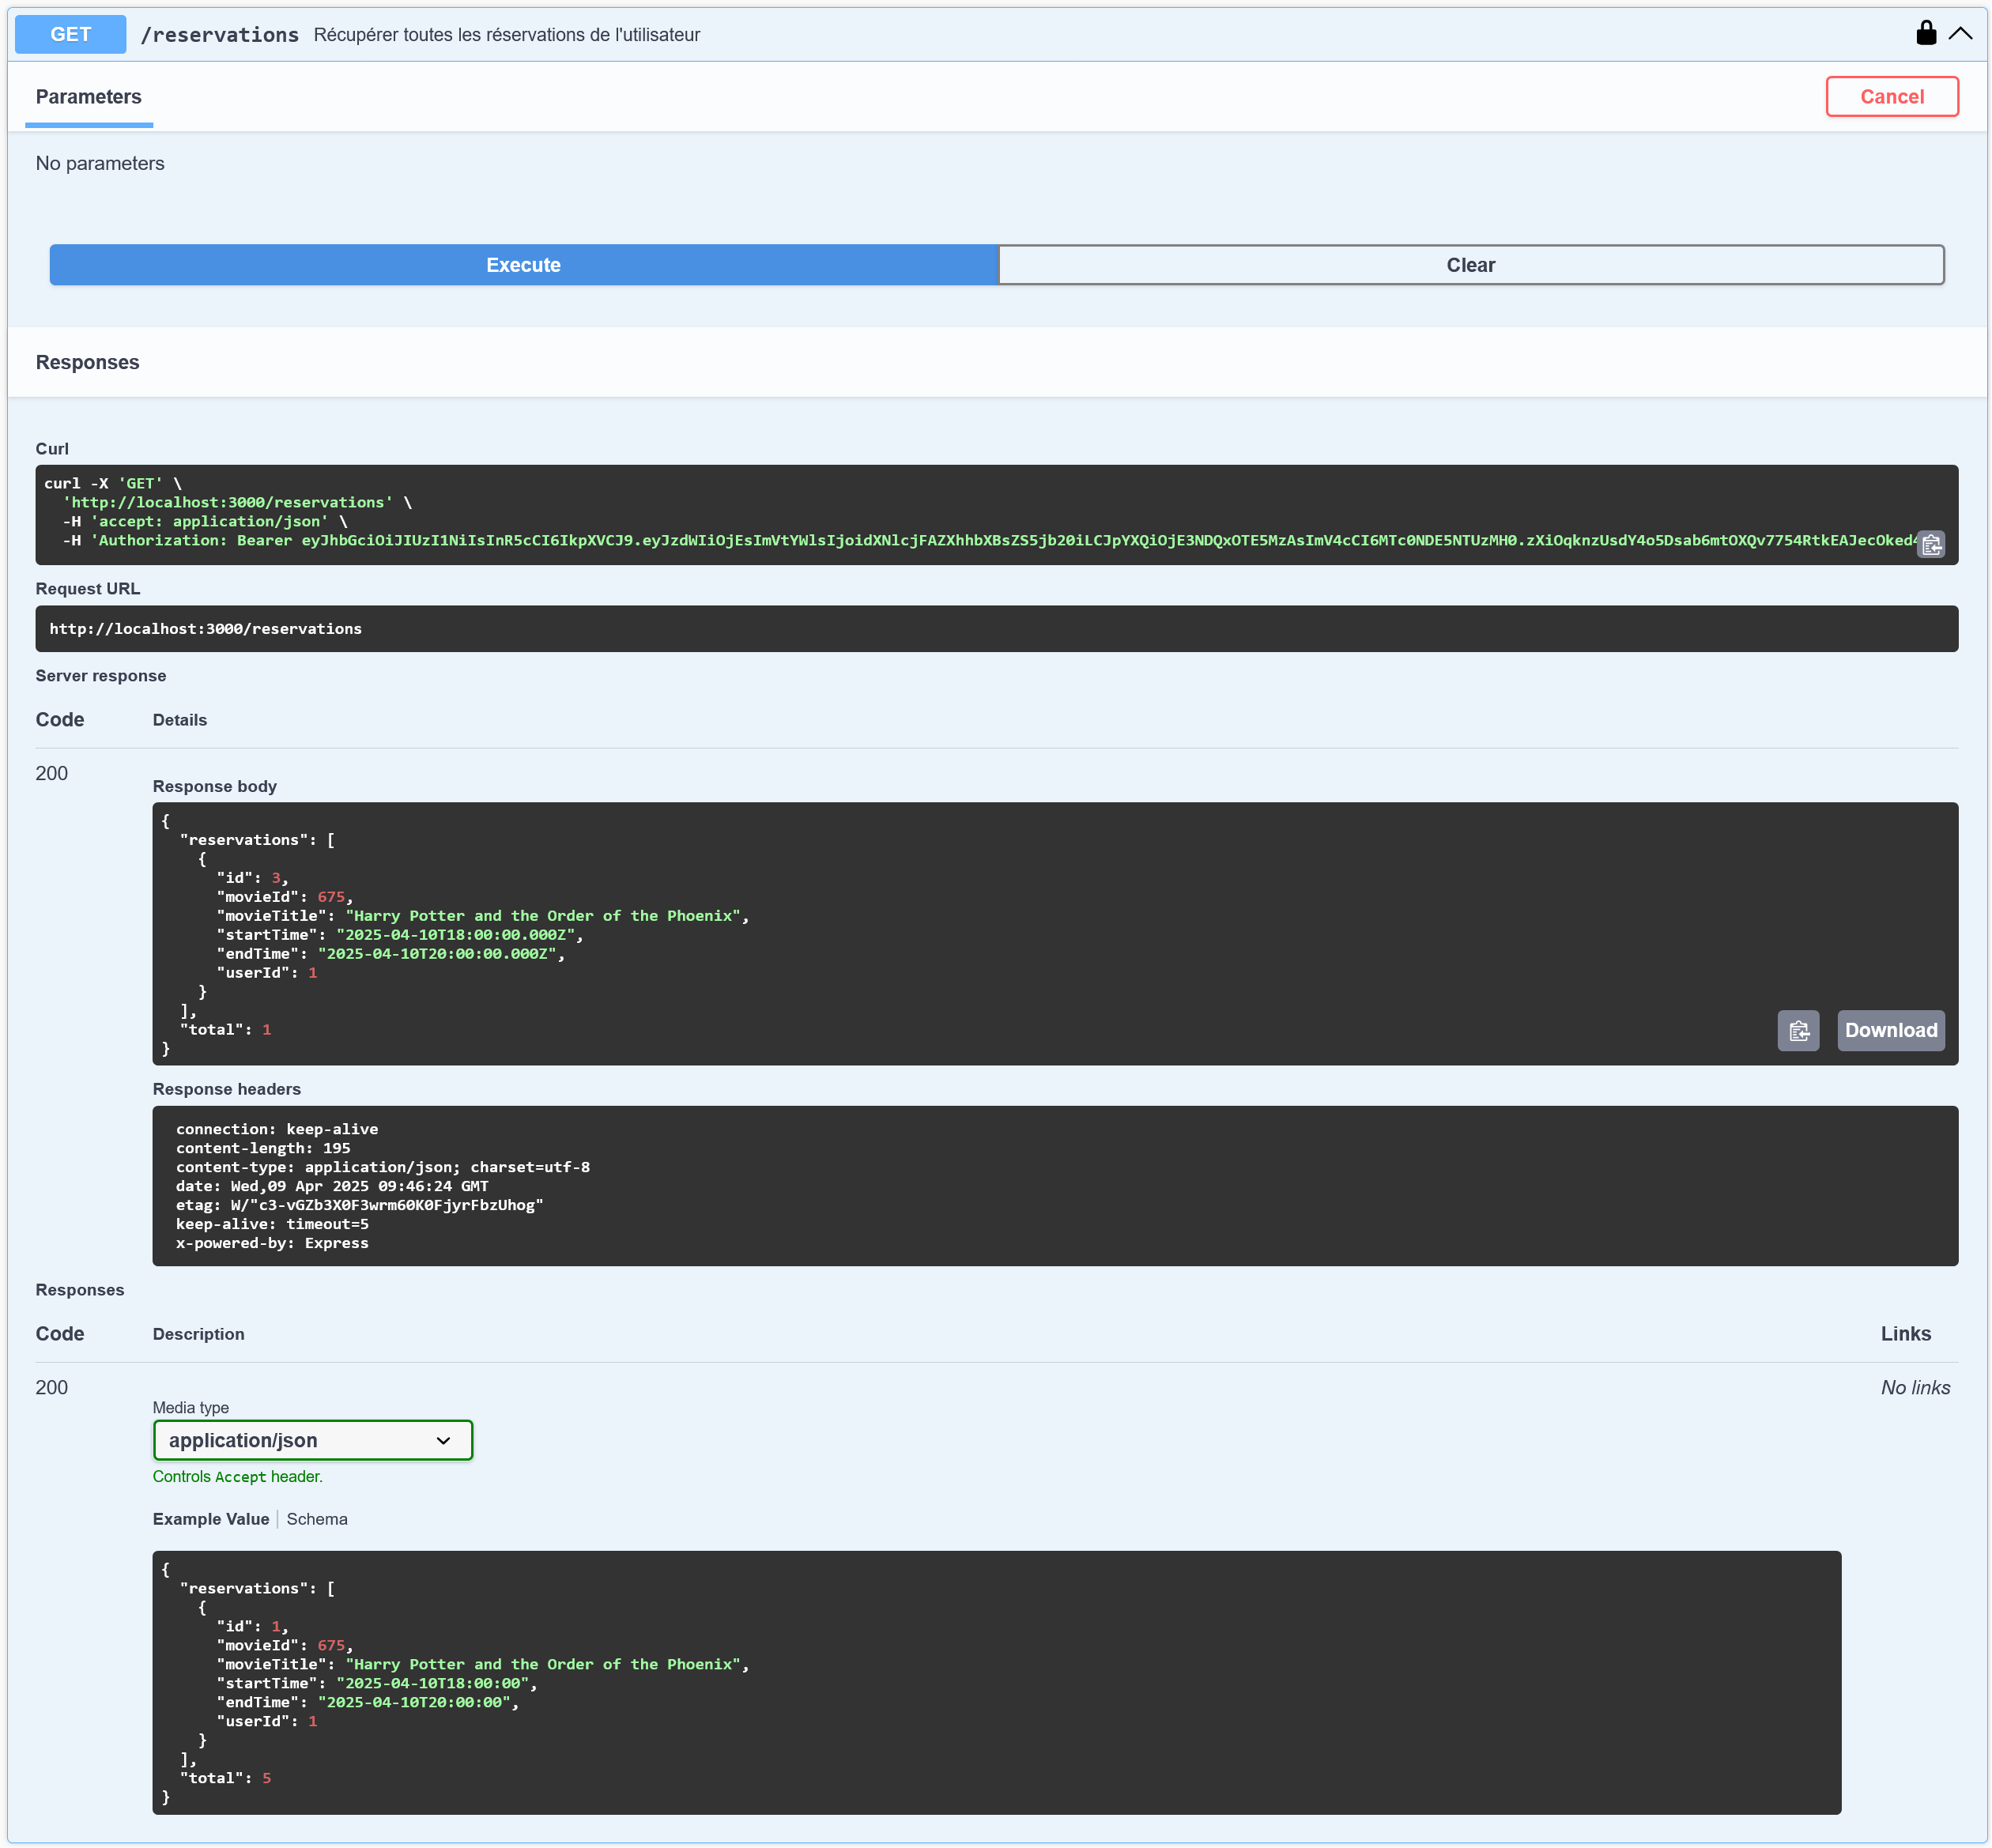 GET /reservations Récupérer toutes les réservations de l'utilisateur
Parameters
Cancel
No parameters
Execute
Clear
Responses
Curl
curl -X 'GET' \
  'http://localhost:3000/reservations' \
  -H 'accept: application/json' \
  -H 'Authorization: Bearer eyJhbGciOiJIUzI1NiIsInR5cCI6IkpXVCJ9.eyJzdWIiOjEsImVtYWlsIjoidXNlcjFAZXhhbXBsZS5jb20iLCJpYXQiOjE3NDQxOTE5MzAsImV4cCI6MTc0NDE5NTUzMH0.zXiOqknzUsdY4o5Dsab6mtOXQv7754RtkEAJecOked4
Request URL
http://localhost:3000/reservations
Server response
Code Details
200
Response body
{
  "reservations": [
    {
      "id": 3,
      "movieId": 675,
      "movieTitle": "Harry Potter and the Order of the Phoenix",
      "startTime": "2025-04-10T18:00:00.000Z",
      "endTime": "2025-04-10T20:00:00.000Z",
      "userId": 1
    }
  ],
  "total": 1
}
Download
Response headers
connection: keep-alive
content-length: 195
content-type: application/json; charset=utf-8
date: Wed,09 Apr 2025 09:46:24 GMT
etag: W/"c3-vGZb3X0F3wrm60K0FjyrFbzUhog"
keep-alive: timeout=5
x-powered-by: Express
Responses
Code Description Links
200 No links
Media type
application/json
Controls Accept header.
Example Value Schema
{
  "reservations": [
    {
      "id": 1,
      "movieId": 675,
      "movieTitle": "Harry Potter and the Order of the Phoenix",
      "startTime": "2025-04-10T18:00:00",
      "endTime": "2025-04-10T20:00:00",
      "userId": 1
    }
  ],
  "total": 5
}